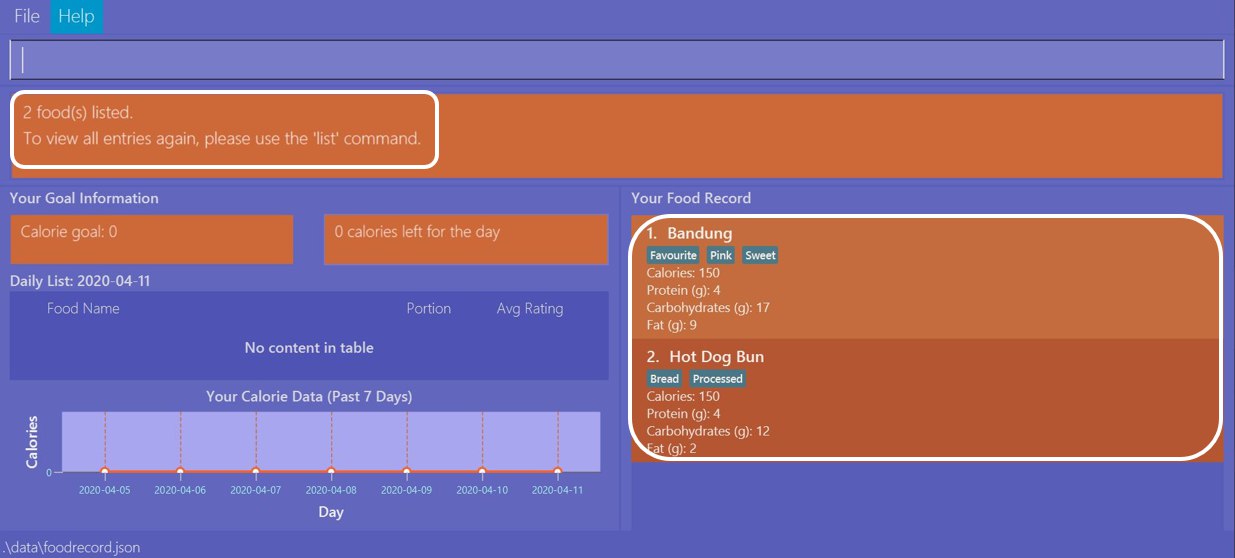 File Help
2 food(s) listed.
To view all entries again, please use the 'list' command.
Your Goal Information
Calorie goal: 0
0 calories left for the day
Daily List: 2020-04-11
Food Name Portion Avg Rating
No content in table
Your Calorie Data (Past 7 Days)
Calories
0
2020-04-05 2020-04-06 2020-04-07 2020-04-08 2020-04-09 2020-04-10 2020-04-11
Day
Your Food Record
1. Bandung
Favourite Pink Sweet
Calories: 150
Protein (g): 4
Carbohydrates (g): 17
Fat (g): 9
2. Hot Dog Bun
Bread Processed
Calories: 150
Protein (g): 4
Carbohydrates (g): 12
Fat (g): 2
.\data\foodrecord.json